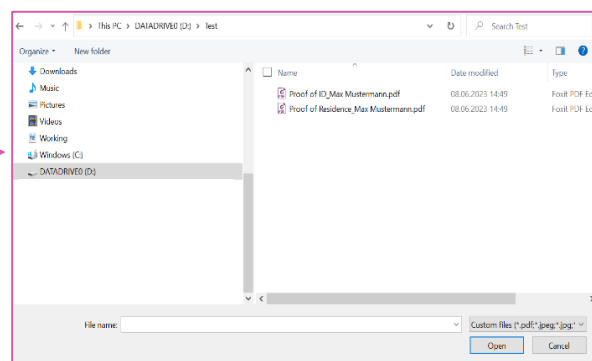 This PC > DATADRIVE0 (D:) > Test
Search Test
Organize
New folder
Downloads
Music
Pictures
Videos
Working
Windows (C:)
DATADRIVE0 (D:)
Name Date modified Type
Proof of ID_Max Mustermann.pdf 08.06.2023 14:49 Foxit PDF Ed
Proof of Residence_Max Mustermann.pdf 08.06.2023 14:49 Foxit PDF Ed
File name:
Custom files (*.pdf;*.jpeg;*.jpg;*
Open Cancel